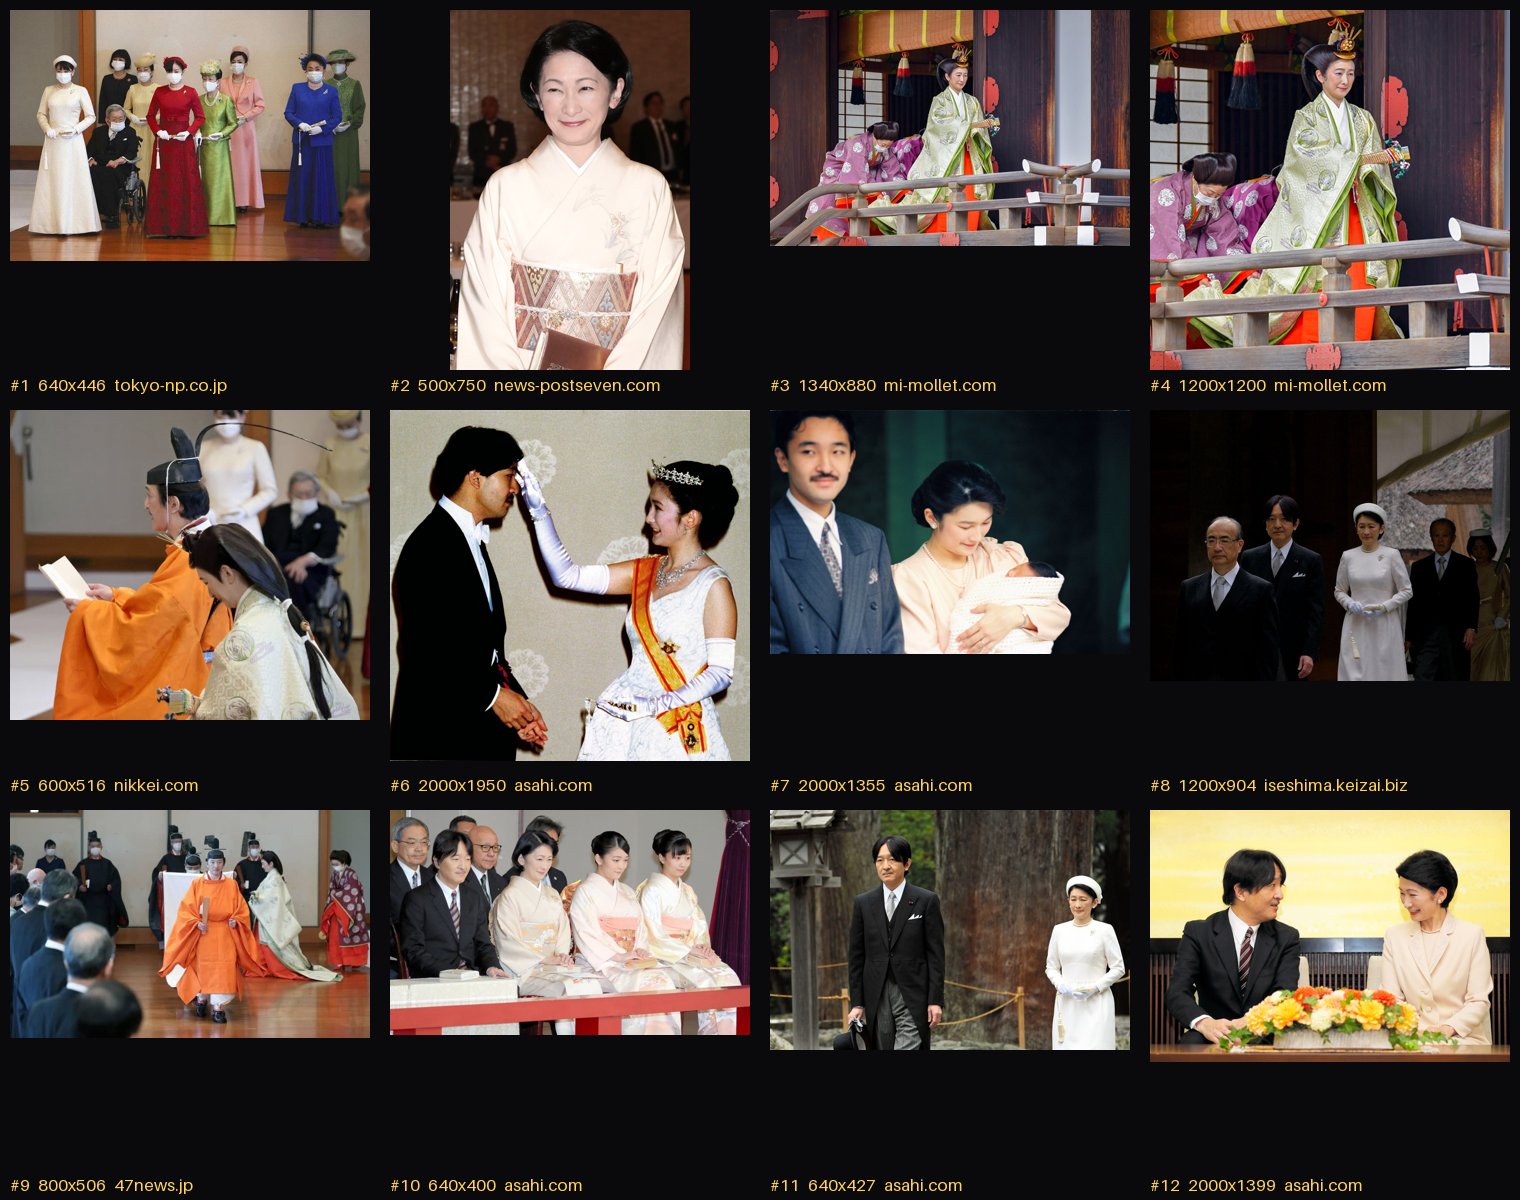 #1 640x446 tokyo-np.co.jp
#2 500x750 news-postseven.com
#3 1340x880 mi-mollet.com
#4 1200x1200 mi-mollet.com
#5 600x516 nikkei.com
#6 2000x1950 asahi.com
#7 2000x1355 asahi.com
#8 1200x904 iseshima.keizai.biz
#9 800x506 47news.jp
#10 640x400 asahi.com
#11 640x427 asahi.com
#12 2000x1399 asahi.com